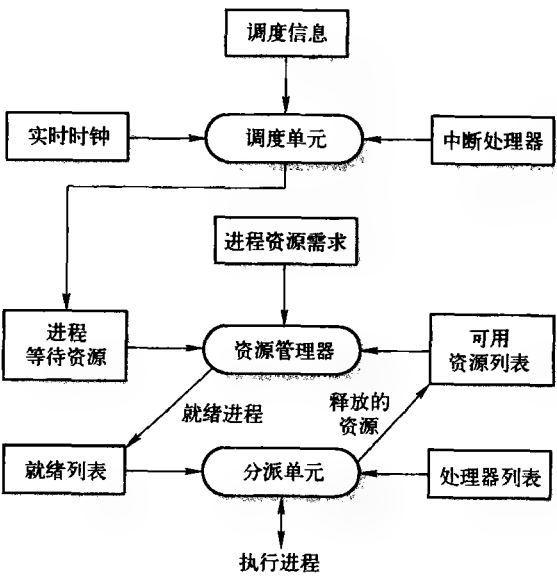 调度信息
实时时钟
调度单元
中断处理器
进程资源需求
进程
等待资源
资源管理器
可用
资源列表
就绪进程
释放的
资源
就绪列表
分派单元
处理器列表
执行进程